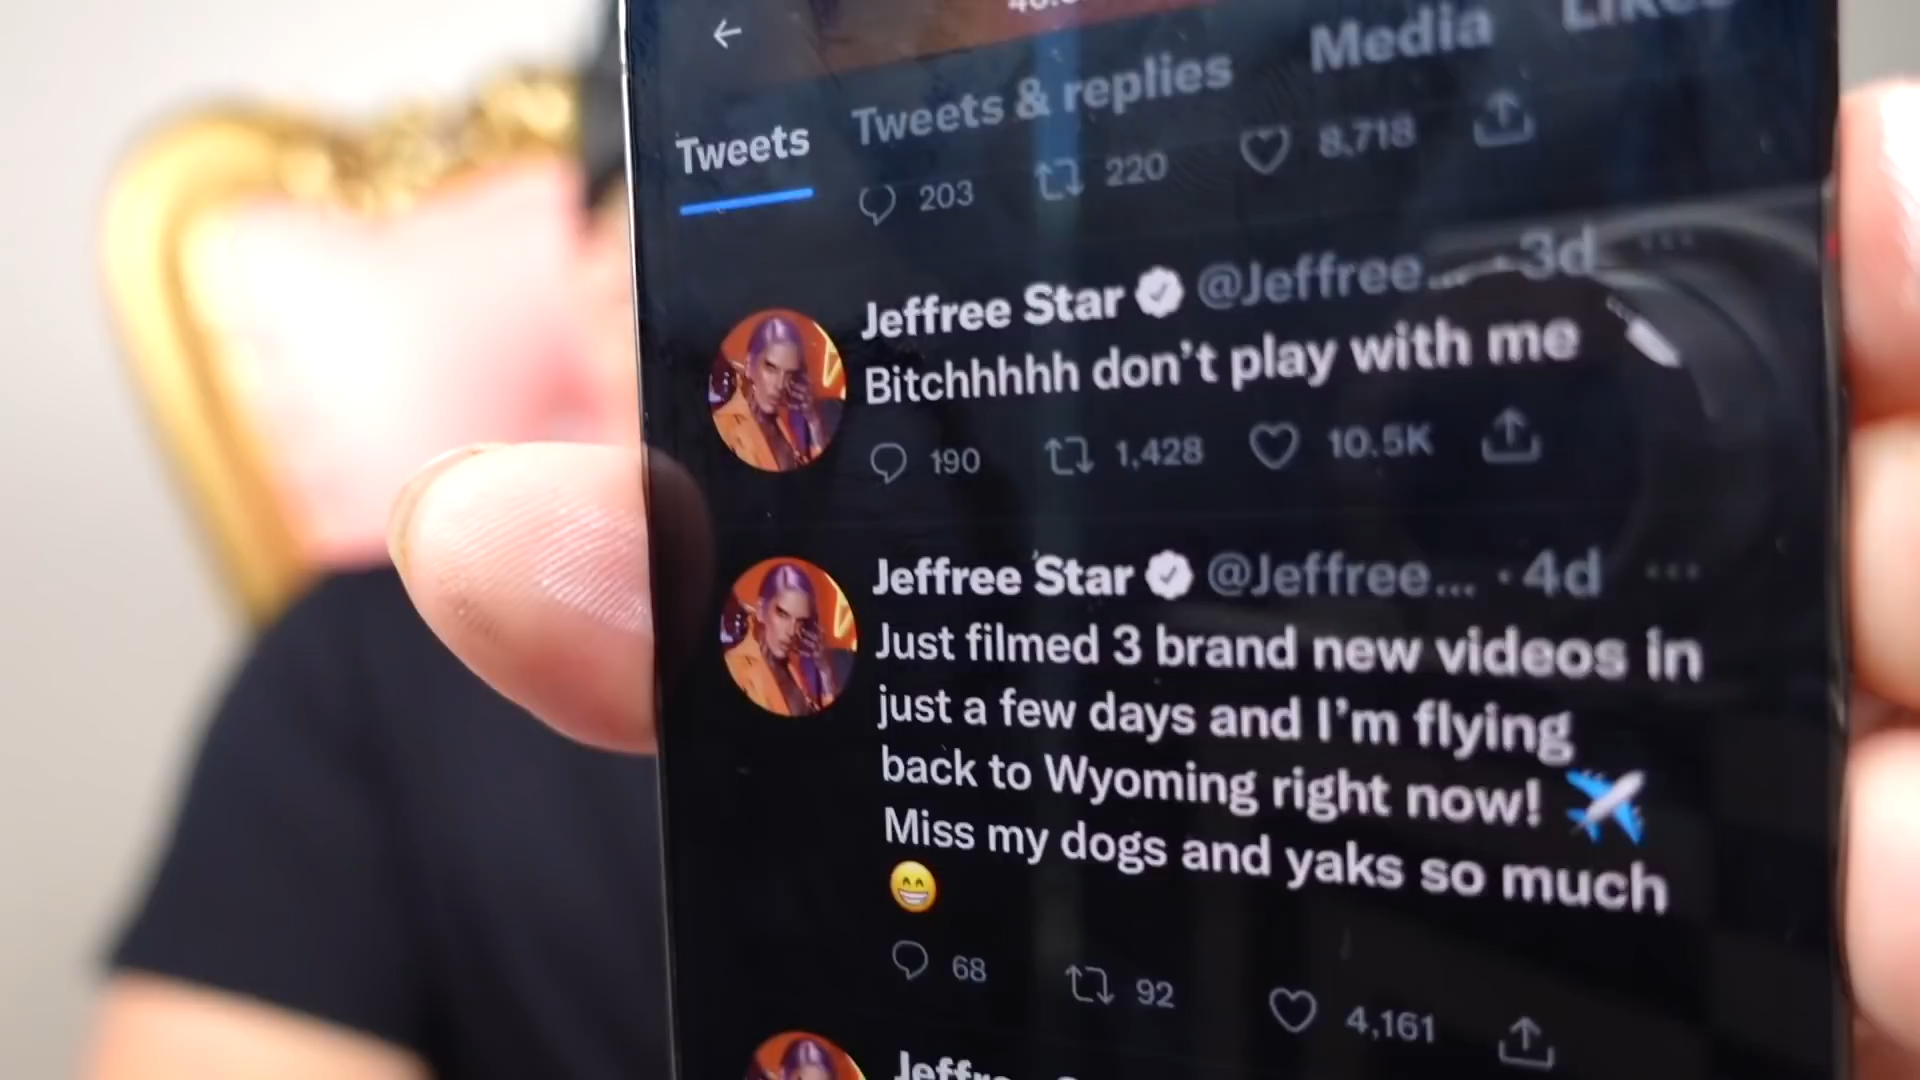 Tweets Tweets & replies Media Likes
203 220 8,718
Jeffree Star @Jeffree... · 3d
Bitchhhhh don't play with me
190 1,428 10.5K
Jeffree Star @Jeffree... · 4d
Just filmed 3 brand new videos in
just a few days and I'm flying
back to Wyoming right now! ✈️
Miss my dogs and yaks so much
😁
68 92 4,161